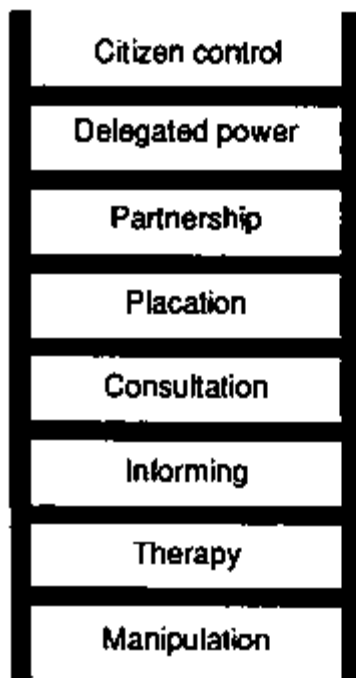 Citizen control
Delegated power
Partnership
Placation
Consultation
Informing
Therapy
Manipulation